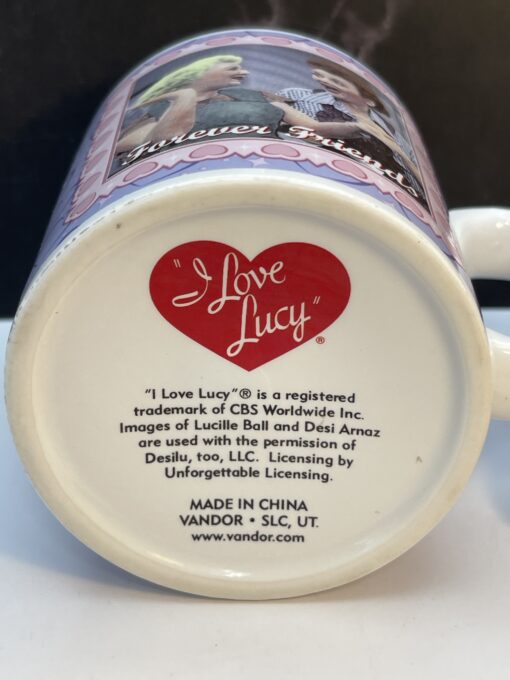 Forever Friends
"I Love
Lucy"
®
"I Love Lucy"® is a registered
trademark of CBS Worldwide Inc.
Images of Lucille Ball and Desi Arnaz
are used with the permission of
Desilu, too, LLC. Licensing by
Unforgettable Licensing.
MADE IN CHINA
VANDOR • SLC, UT.
www.vandor.com